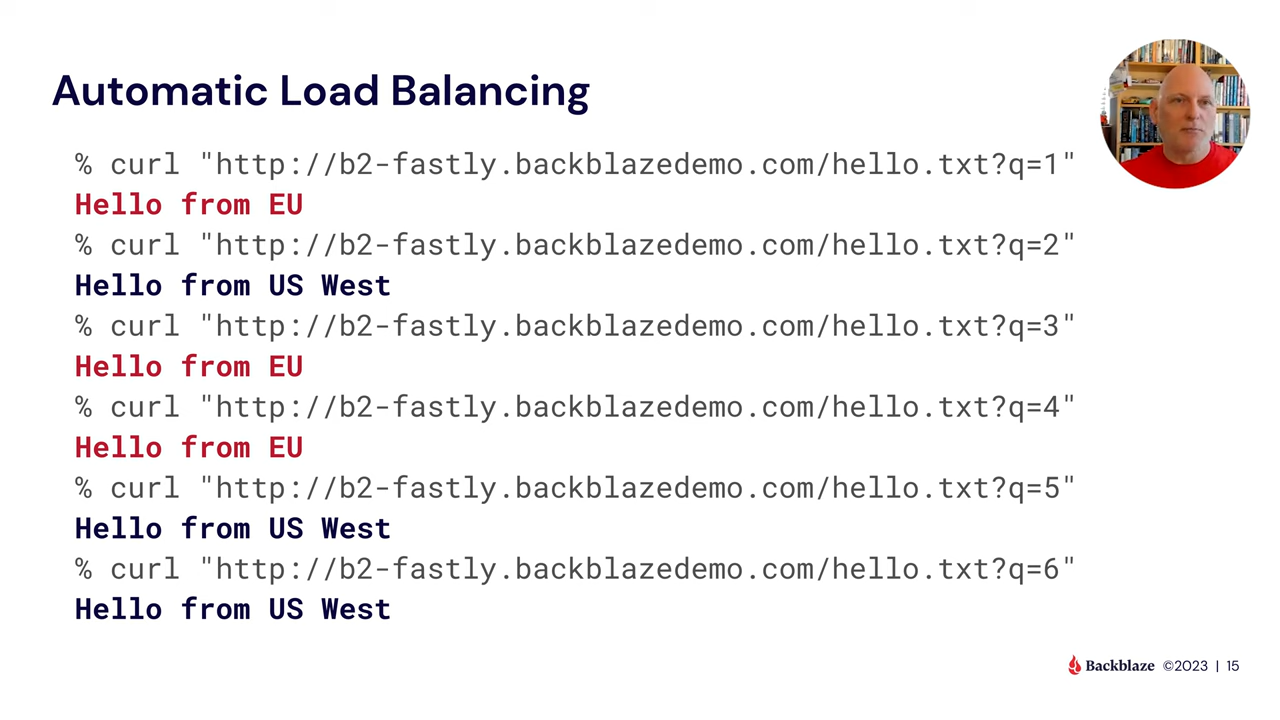 Automatic Load Balancing
% curl "http://b2-fastly.backblazedemo.com/hello.txt?q=1"
Hello from EU
% curl "http://b2-fastly.backblazedemo.com/hello.txt?q=2"
Hello from US West
% curl "http://b2-fastly.backblazedemo.com/hello.txt?q=3"
Hello from EU
% curl "http://b2-fastly.backblazedemo.com/hello.txt?q=4"
Hello from EU
% curl "http://b2-fastly.backblazedemo.com/hello.txt?q=5"
Hello from US West
% curl "http://b2-fastly.backblazedemo.com/hello.txt?q=6"
Hello from US West
Backblaze ©2023 | 15